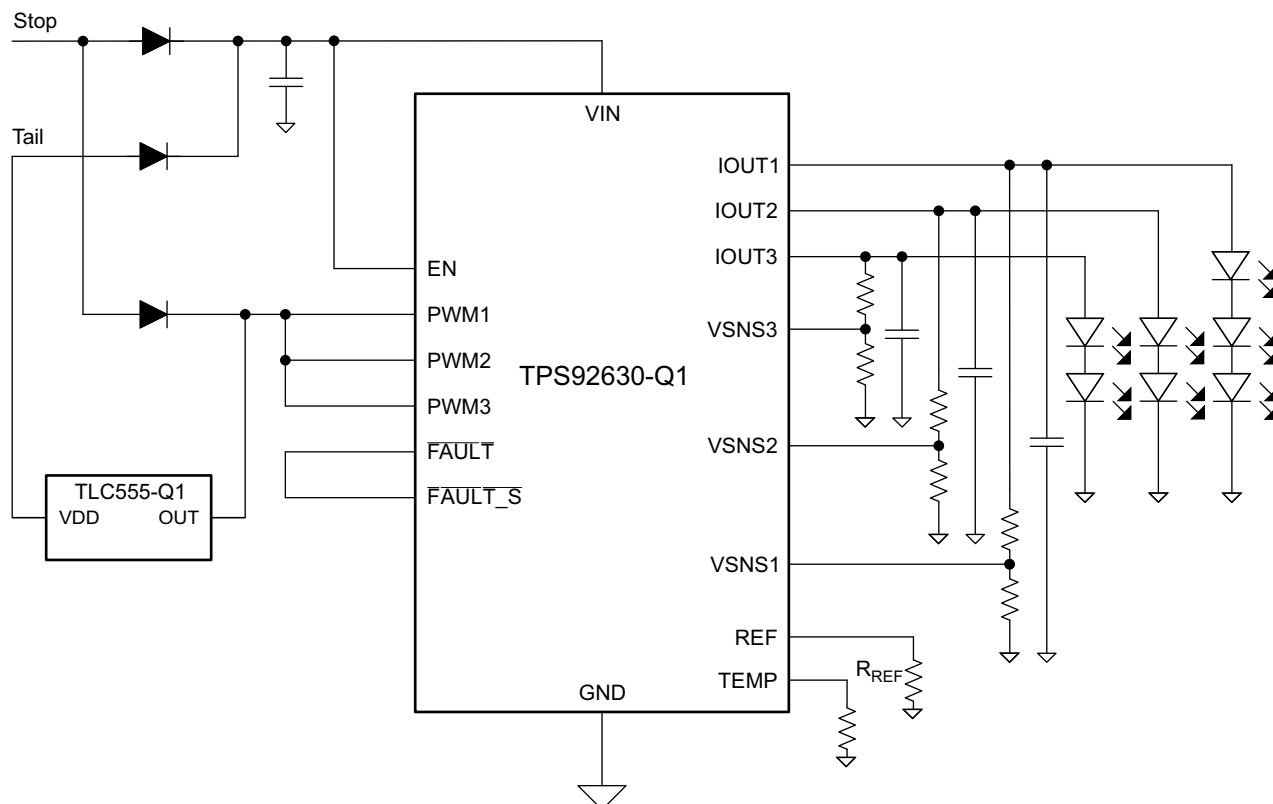 Stop
VIN
Tail
IOUT1
IOUT2
IOUT3
EN
PWM1
VSNS3
PWM2
TPS92630-Q1
PWM3
FAULT
VSNS2
FAULT_S
TLC555-Q1
VDD OUT
VSNS1
REF
RREF
TEMP
GND